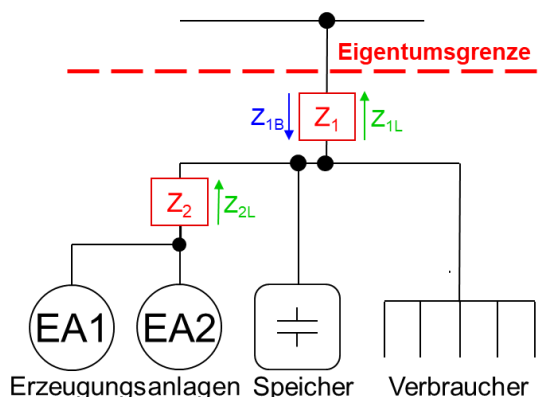 Eigentumsgrenze
Z1B Z1 Z1L
Z2 Z2L
EA1 EA2
Erzeugungsanlagen Speicher Verbraucher